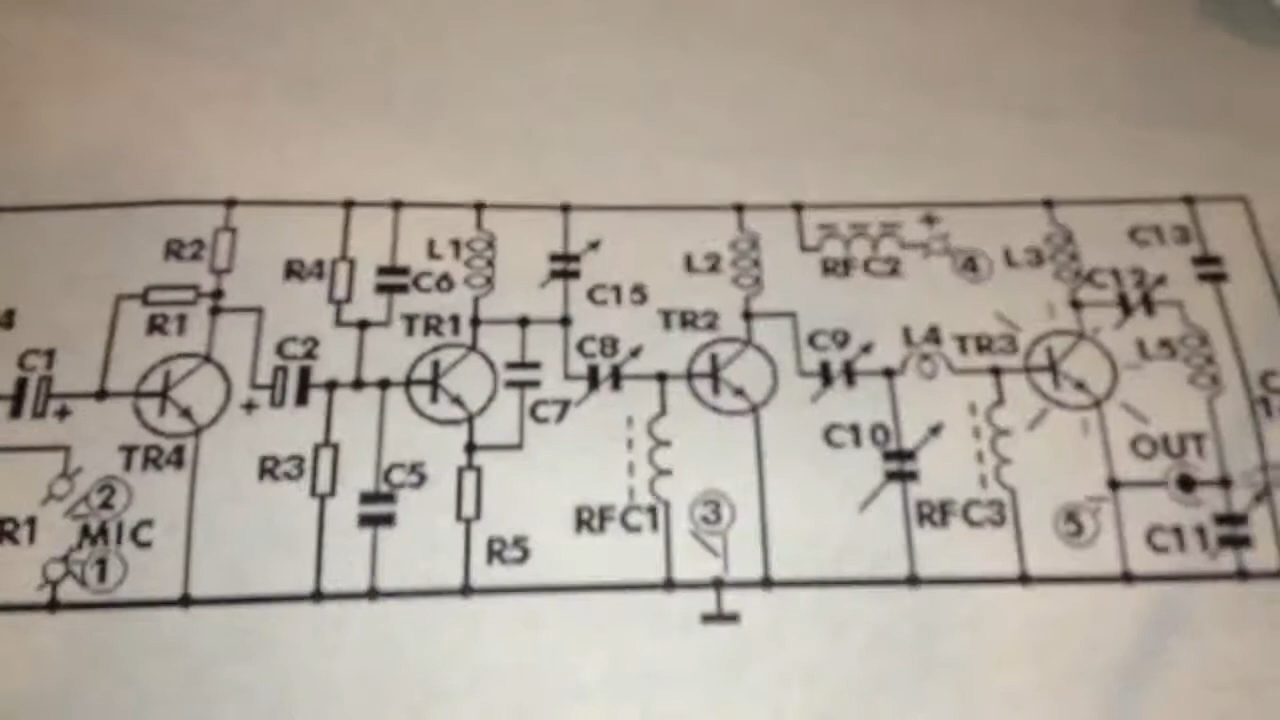 R2
R4
L1
C6
R1
C15
L2
RFC2
+
4
L3
C12
C13
4
C1
+
TR4
C2
+
TR1
C7
C8
TR2
C9
L4
TR3
L5
R3
C5
R5
RFC1
3
C10
RFC3
5
OUT
C11
2
R1
MIC
1